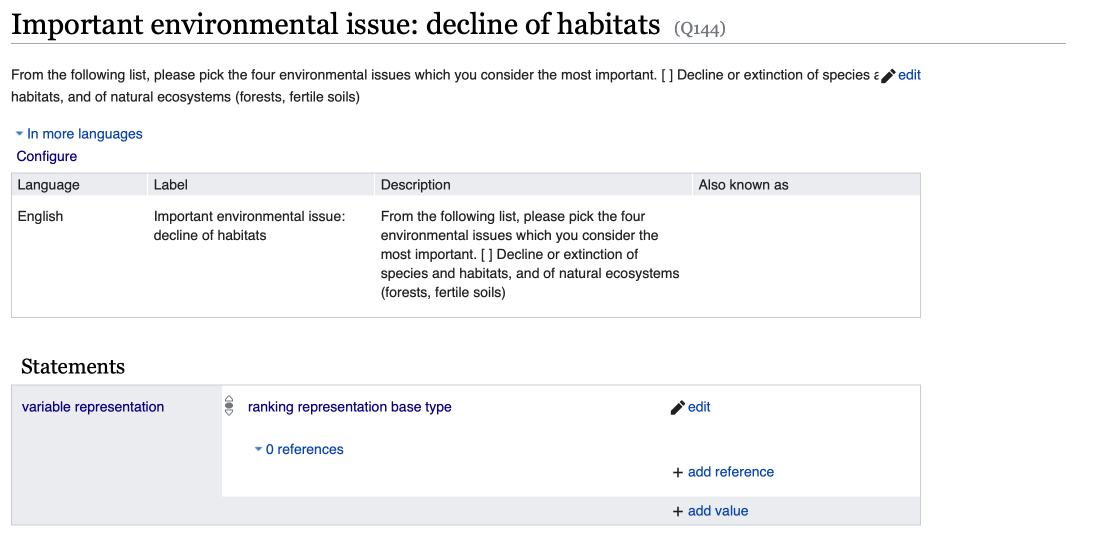 Important environmental issue: decline of habitats (Q144)
From the following list, please pick the four environmental issues which you consider the most important. [ ] Decline or extinction of species edit
habitats, and of natural ecosystems (forests, fertile soils)
In more languages
Configure
Language Label Description Also known as
English Important environmental issue: From the following list, please pick the four
decline of habitats environmental issues which you consider the
most important. [ ] Decline or extinction of
species and habitats, and of natural ecosystems
(forests, fertile soils)
Statements
variable representation ranking representation base type edit
0 references
+ add reference
+ add value